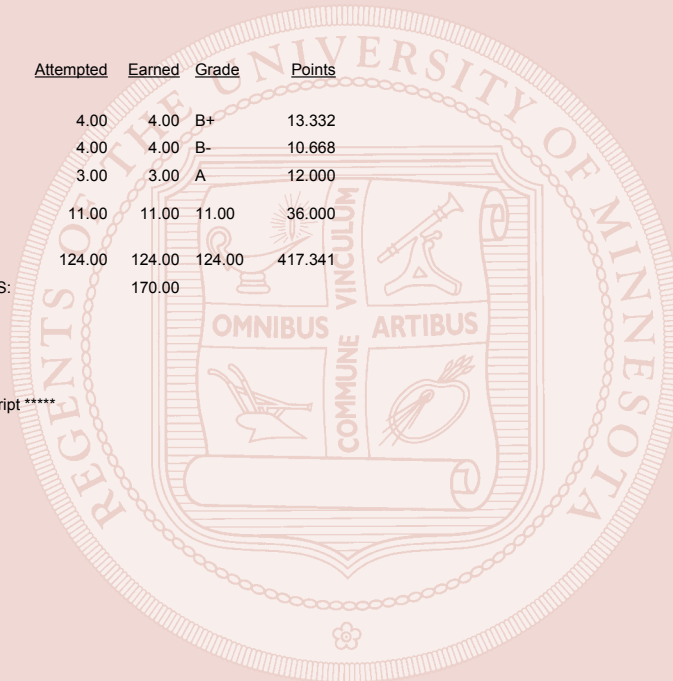 Attempted Earned Grade Points
4.00 4.00 B+ 13.332
4.00 4.00 B- 10.668
3.00 3.00 A 12.000
11.00 11.00 11.00 36.000
124.00 124.00 124.00 417.341
S: 170.00
ript *****
REGENTS OF THE UNIVERSITY OF MINNESOTA
OMNIBUS ARTIBUS
COMMUNE VINCULUM